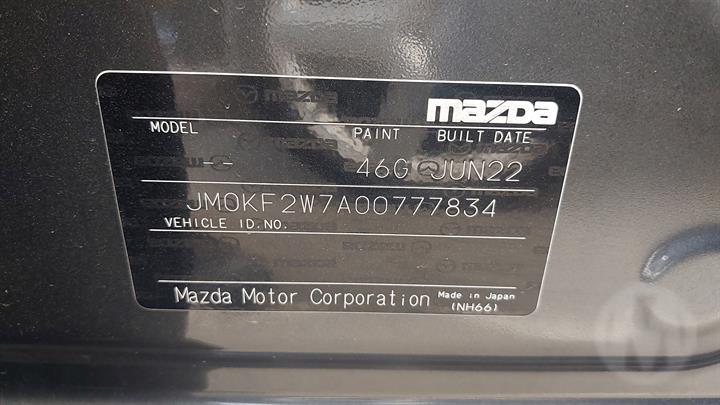 mazda
MODEL PAINT BUILT DATE
46G JUN22
JM0KF2W7A00777834
VEHICLE ID.NO.
Mazda Motor Corporation Made in Japan
(NH66)
M